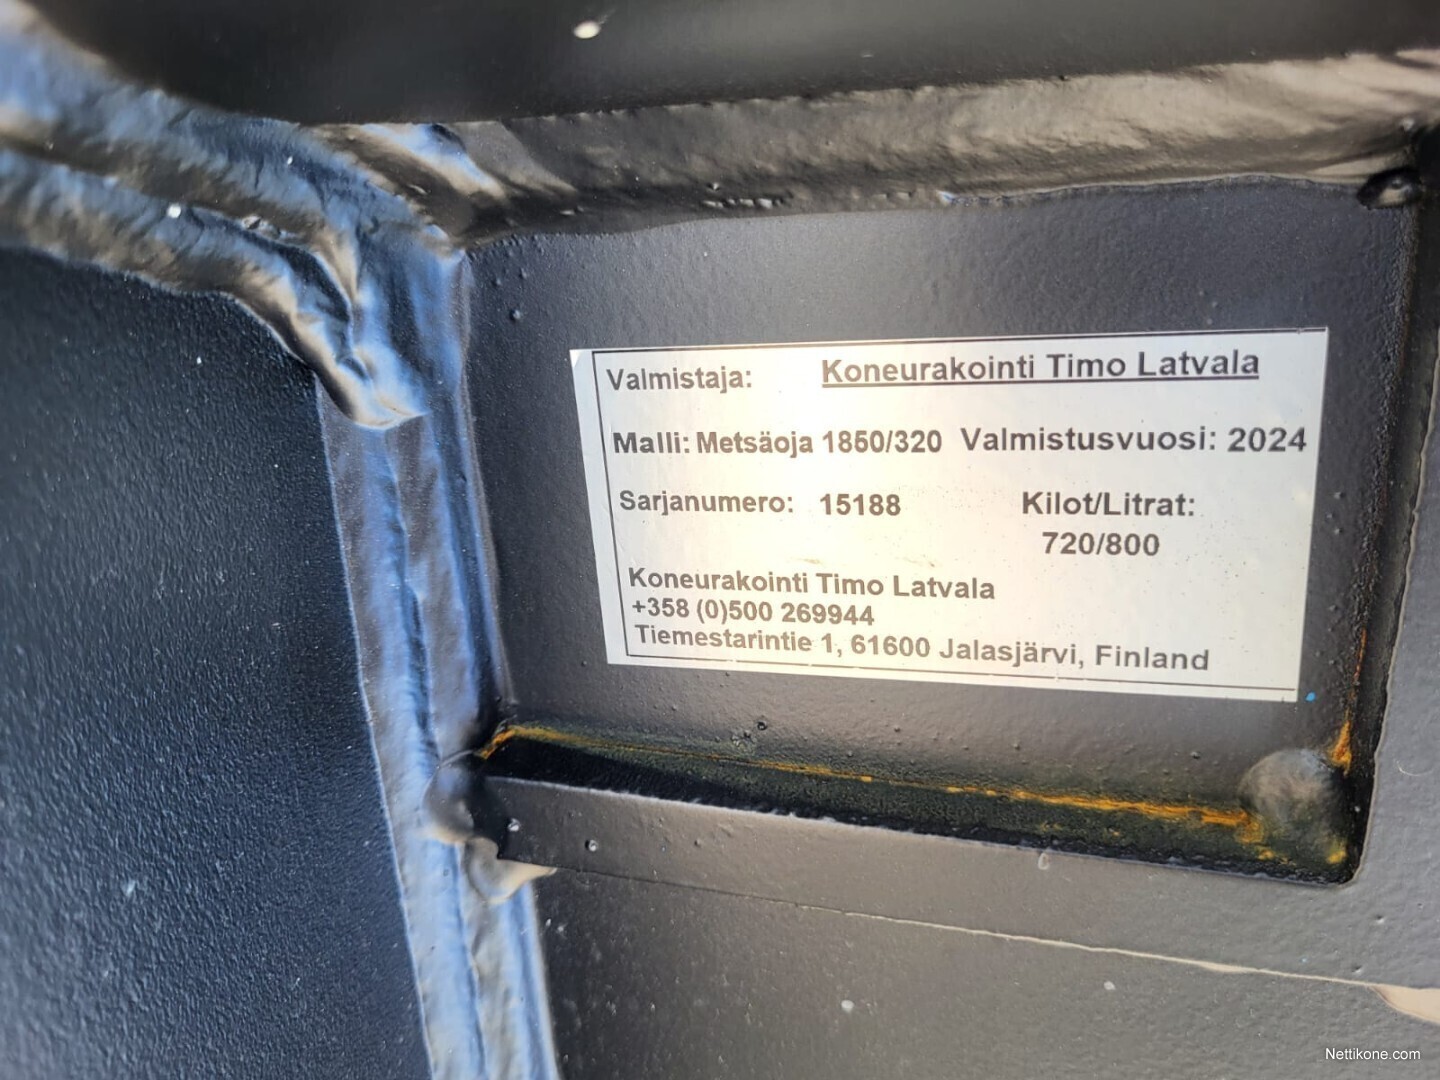 Valmistaja: Koneurakointi Timo Latvala
Malli: Metsäoja 1850/320 Valmistusvuosi: 2024
Sarjanumero: 15188 Kilot/Litrat:
720/800
Koneurakointi Timo Latvala
+358 (0)500 269944
Tiemestarintie 1, 61600 Jalasjärvi, Finland
Nettikone.com